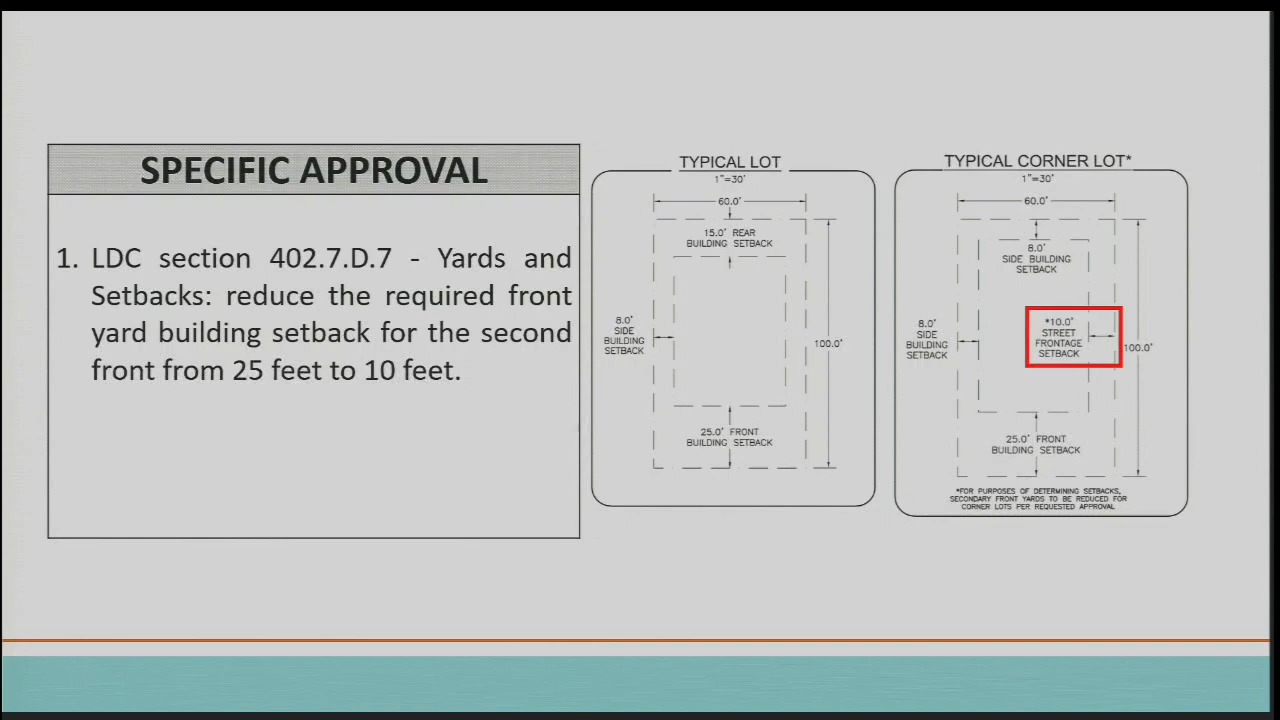 SPECIFIC APPROVAL
1. LDC section 402.7.D.7 - Yards and
Setbacks: reduce the required front
yard building setback for the second
front from 25 feet to 10 feet.
TYPICAL LOT
1"=30'
60.0'
15.0' REAR
BUILDING SETBACK
8.0'
SIDE
BUILDING
SETBACK
100.0'
25.0' FRONT
BUILDING SETBACK
TYPICAL CORNER LOT*
1"=30'
60.0'
8.0'
SIDE BUILDING
SETBACK
8.0'
SIDE
BUILDING
SETBACK
*10.0'
STREET
FRONTAGE
SETBACK
100.0'
25.0' FRONT
BUILDING SETBACK
*FOR PURPOSES OF DETERMINING SETBACKS,
SECONDARY FRONT YARDS TO BE REDUCED FOR
CORNER LOTS PER REQUESTED APPROVAL